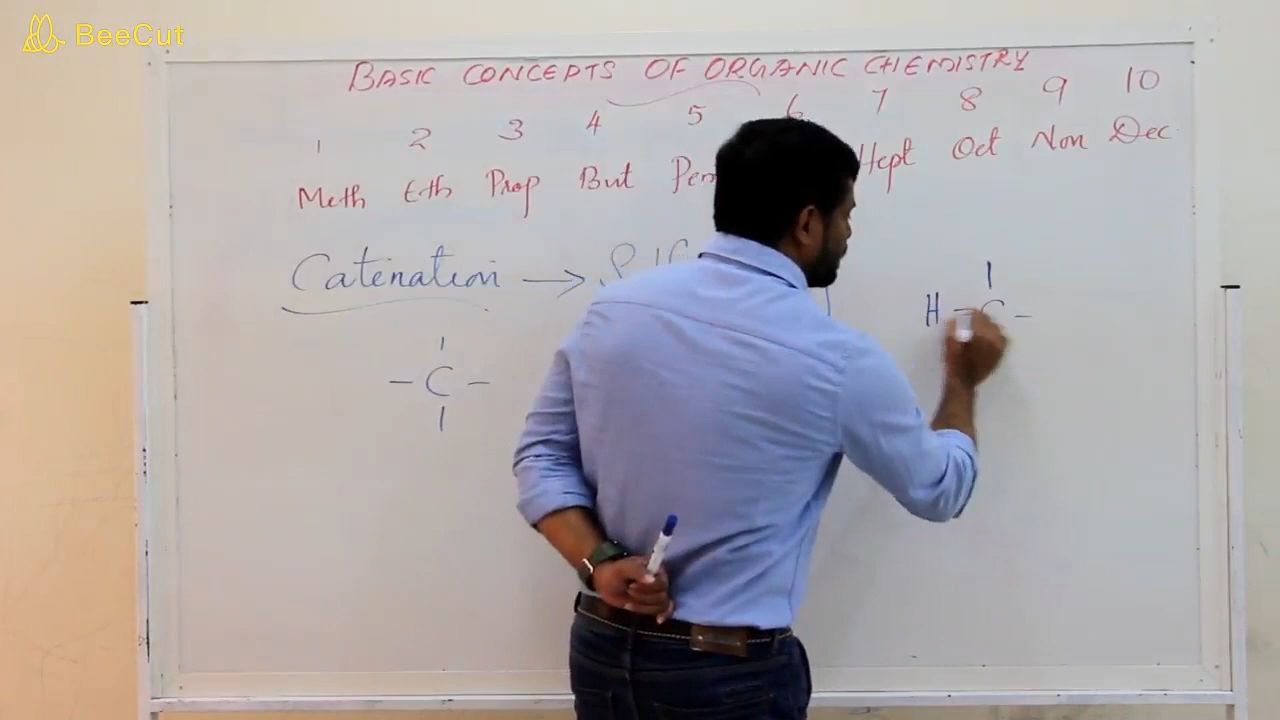 BeeCut
BASIC CONCEPTS OF ORGANIC CHEMISTRY
1 2 3 4 5 6 7 8 9 10
Meth Eth Prop But Hept Oct Non Dec
Catenation →
H - C -
- C -